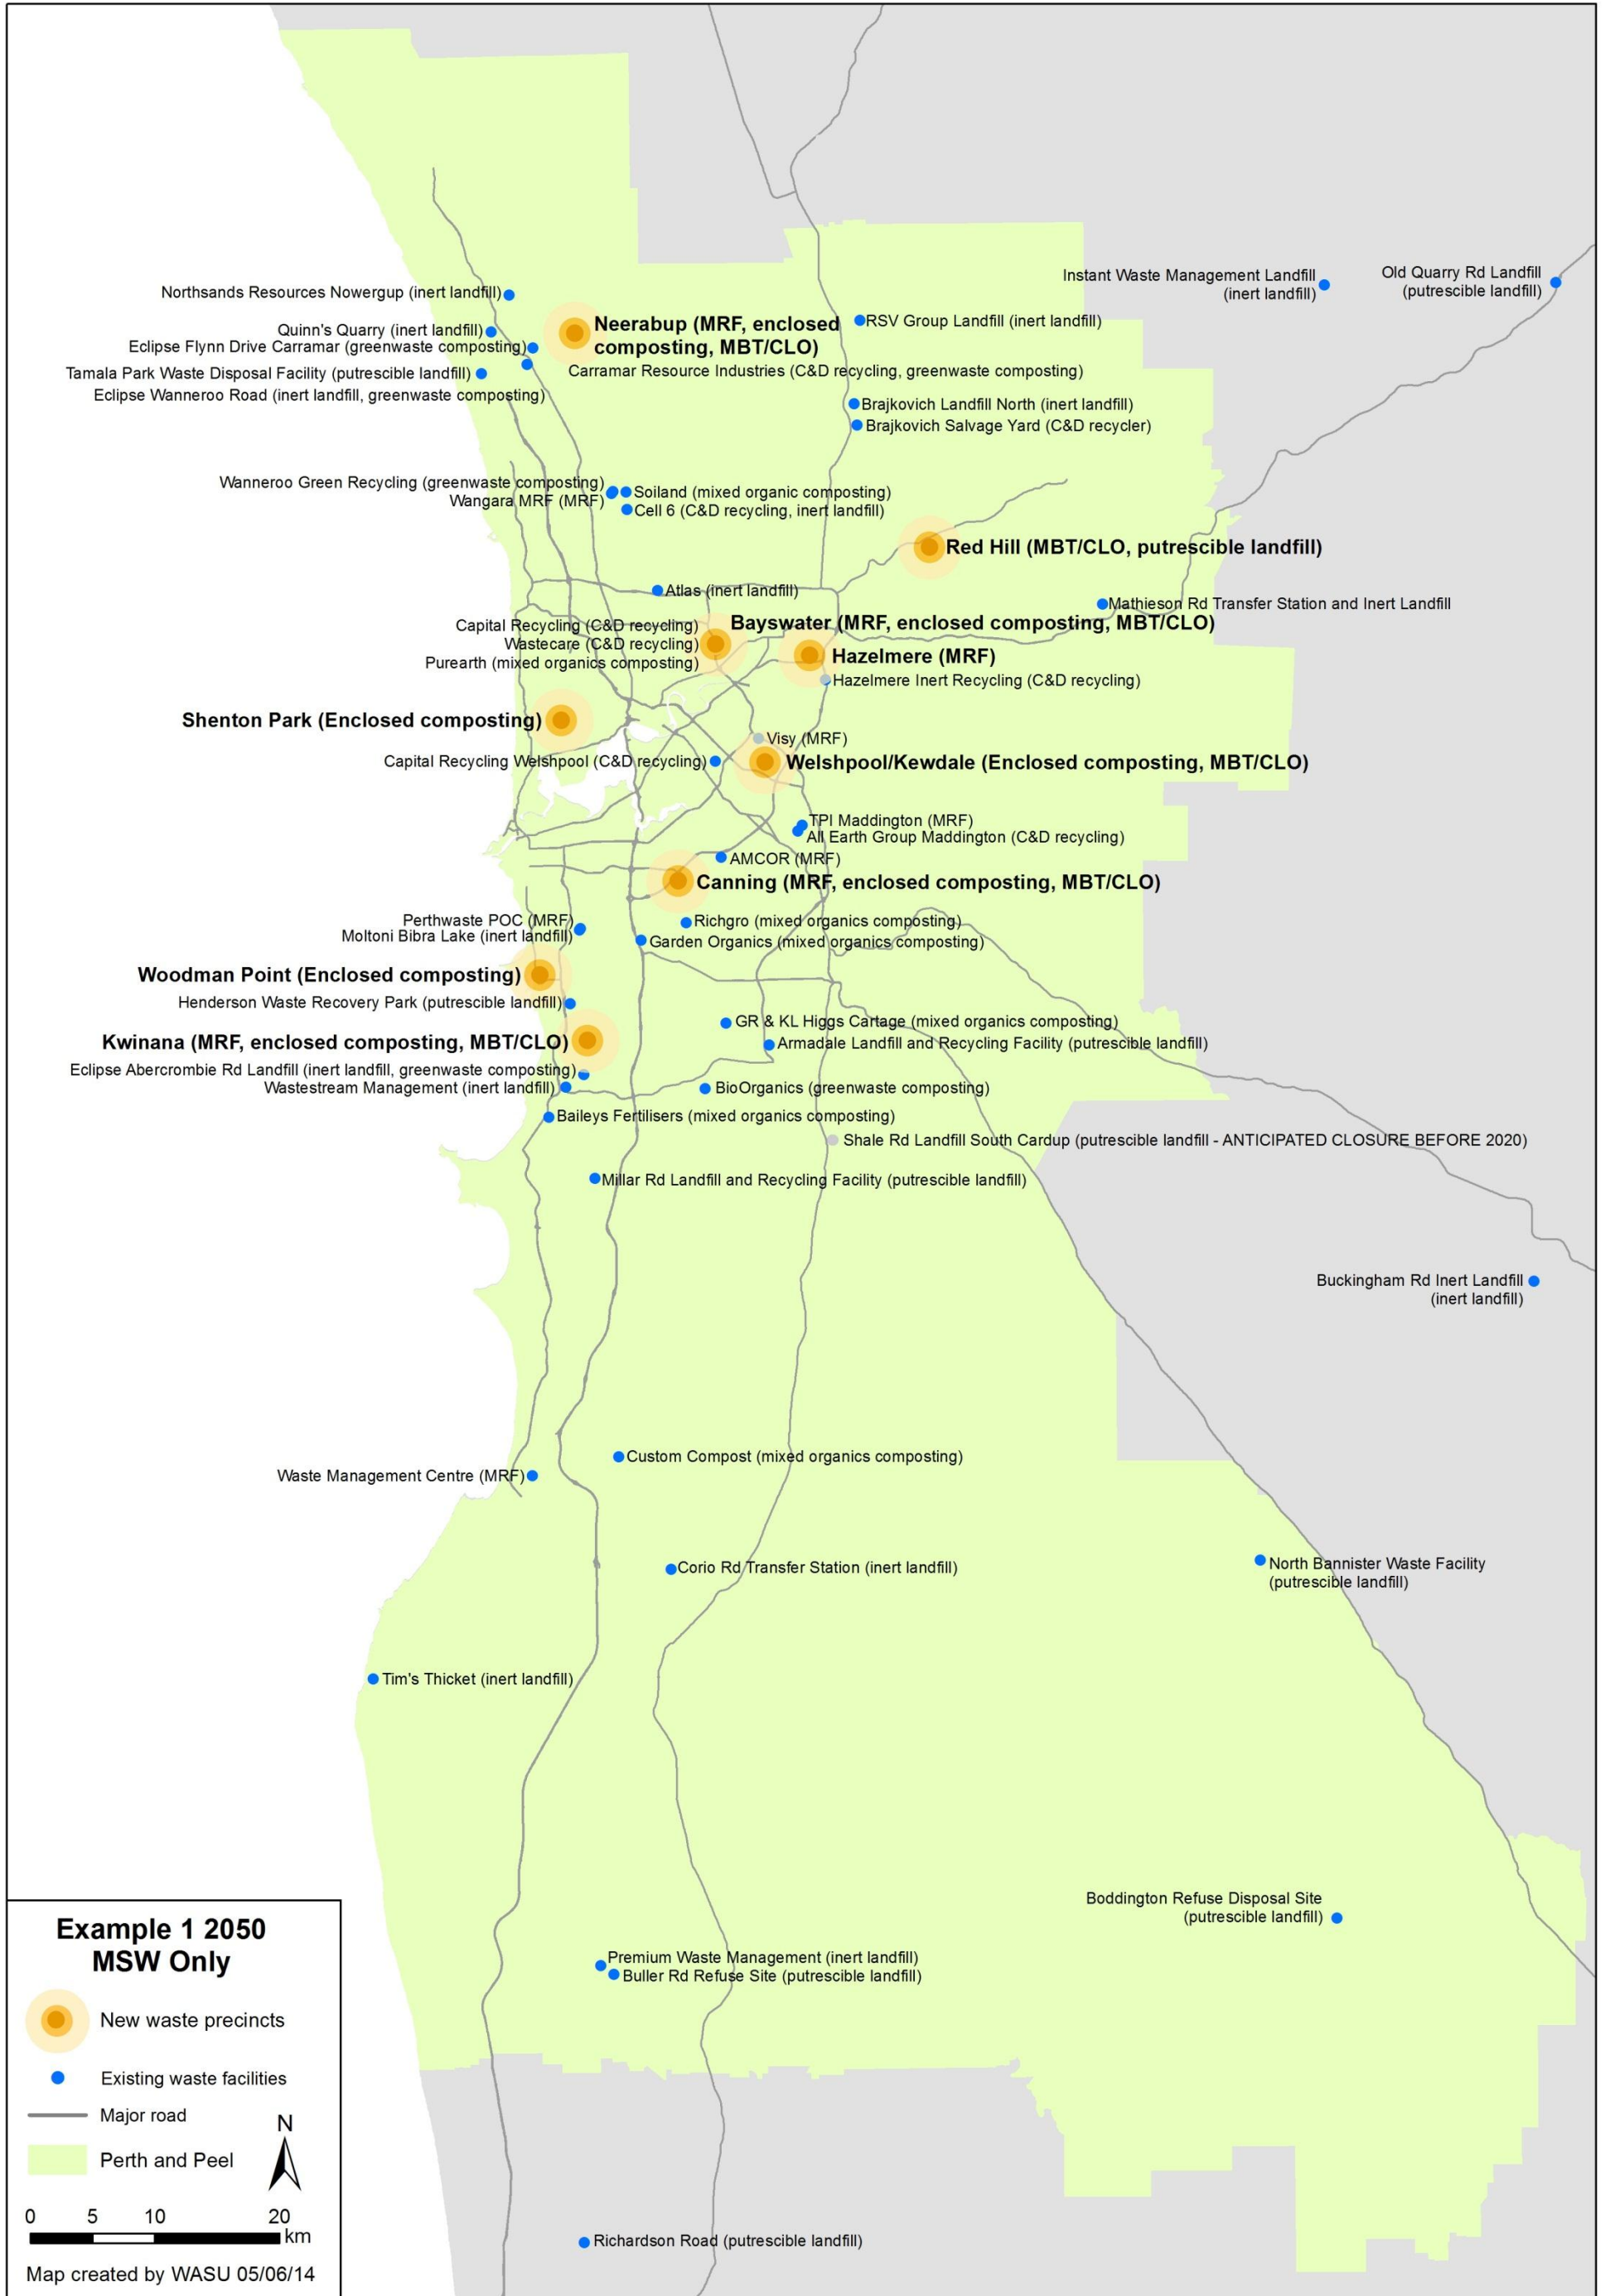 Instant Waste Management Landfill
(inert landfill)
Old Quarry Rd Landfill
(putrescible landfill)
Northsands Resources Nowergup (inert landfill)
Quinn's Quarry (inert landfill)
Neerabup (MRF, enclosed
composting, MBT/CLO)
RSV Group Landfill (inert landfill)
Eclipse Flynn Drive Carramar (greenwaste composting)
Tamala Park Waste Disposal Facility (putrescible landfill)
Carramar Resource Industries (C&D recycling, greenwaste composting)
Eclipse Wanneroo Road (inert landfill, greenwaste composting)
Brajkovich Landfill North (inert landfill)
Brajkovich Salvage Yard (C&D recycler)
Wanneroo Green Recycling (greenwaste composting)
Wangara MRF (MRF)
Soiland (mixed organic composting)
Cell 6 (C&D recycling, inert landfill)
Red Hill (MBT/CLO, putrescible landfill)
Atlas (inert landfill)
Mathieson Rd Transfer Station and Inert Landfill
Capital Recycling (C&D recycling)
Wastecare (C&D recycling)
Purearth (mixed organics composting)
Bayswater (MRF, enclosed composting, MBT/CLO)
Hazelmere (MRF)
Hazelmere Inert Recycling (C&D recycling)
Shenton Park (Enclosed composting)
Visy (MRF)
Capital Recycling Welshpool (C&D recycling)
Welshpool/Kewdale (Enclosed composting, MBT/CLO)
TPI Maddington (MRF)
All Earth Group Maddington (C&D recycling)
AMCOR (MRF)
Canning (MRF, enclosed composting, MBT/CLO)
Perthwaste POC (MRF)
Moltoni Bibra Lake (inert landfill)
Richgro (mixed organics composting)
Garden Organics (mixed organics composting)
Woodman Point (Enclosed composting)
Henderson Waste Recovery Park (putrescible landfill)
GR & KL Higgs Cartage (mixed organics composting)
Kwinana (MRF, enclosed composting, MBT/CLO)
Armadale Landfill and Recycling Facility (putrescible landfill)
Eclipse Abercrombie Rd Landfill (inert landfill, greenwaste composting)
Wastestream Management (inert landfill)
BioOrganics (greenwaste composting)
Baileys Fertilisers (mixed organics composting)
Shale Rd Landfill South Cardup (putrescible landfill - ANTICIPATED CLOSURE BEFORE 2020)
Millar Rd Landfill and Recycling Facility (putrescible landfill)
Buckingham Rd Inert Landfill
(inert landfill)
Custom Compost (mixed organics composting)
Waste Management Centre (MRF)
Corio Rd Transfer Station (inert landfill)
North Bannister Waste Facility
(putrescible landfill)
Tim's Thicket (inert landfill)
Boddington Refuse Disposal Site
(putrescible landfill)
Premium Waste Management (inert landfill)
Buller Rd Refuse Site (putrescible landfill)
Richardson Road (putrescible landfill)
Example 1 2050
MSW Only
New waste precincts
Existing waste facilities
Major road
N
Perth and Peel
0 5 10 20
km
Map created by WASU 05/06/14